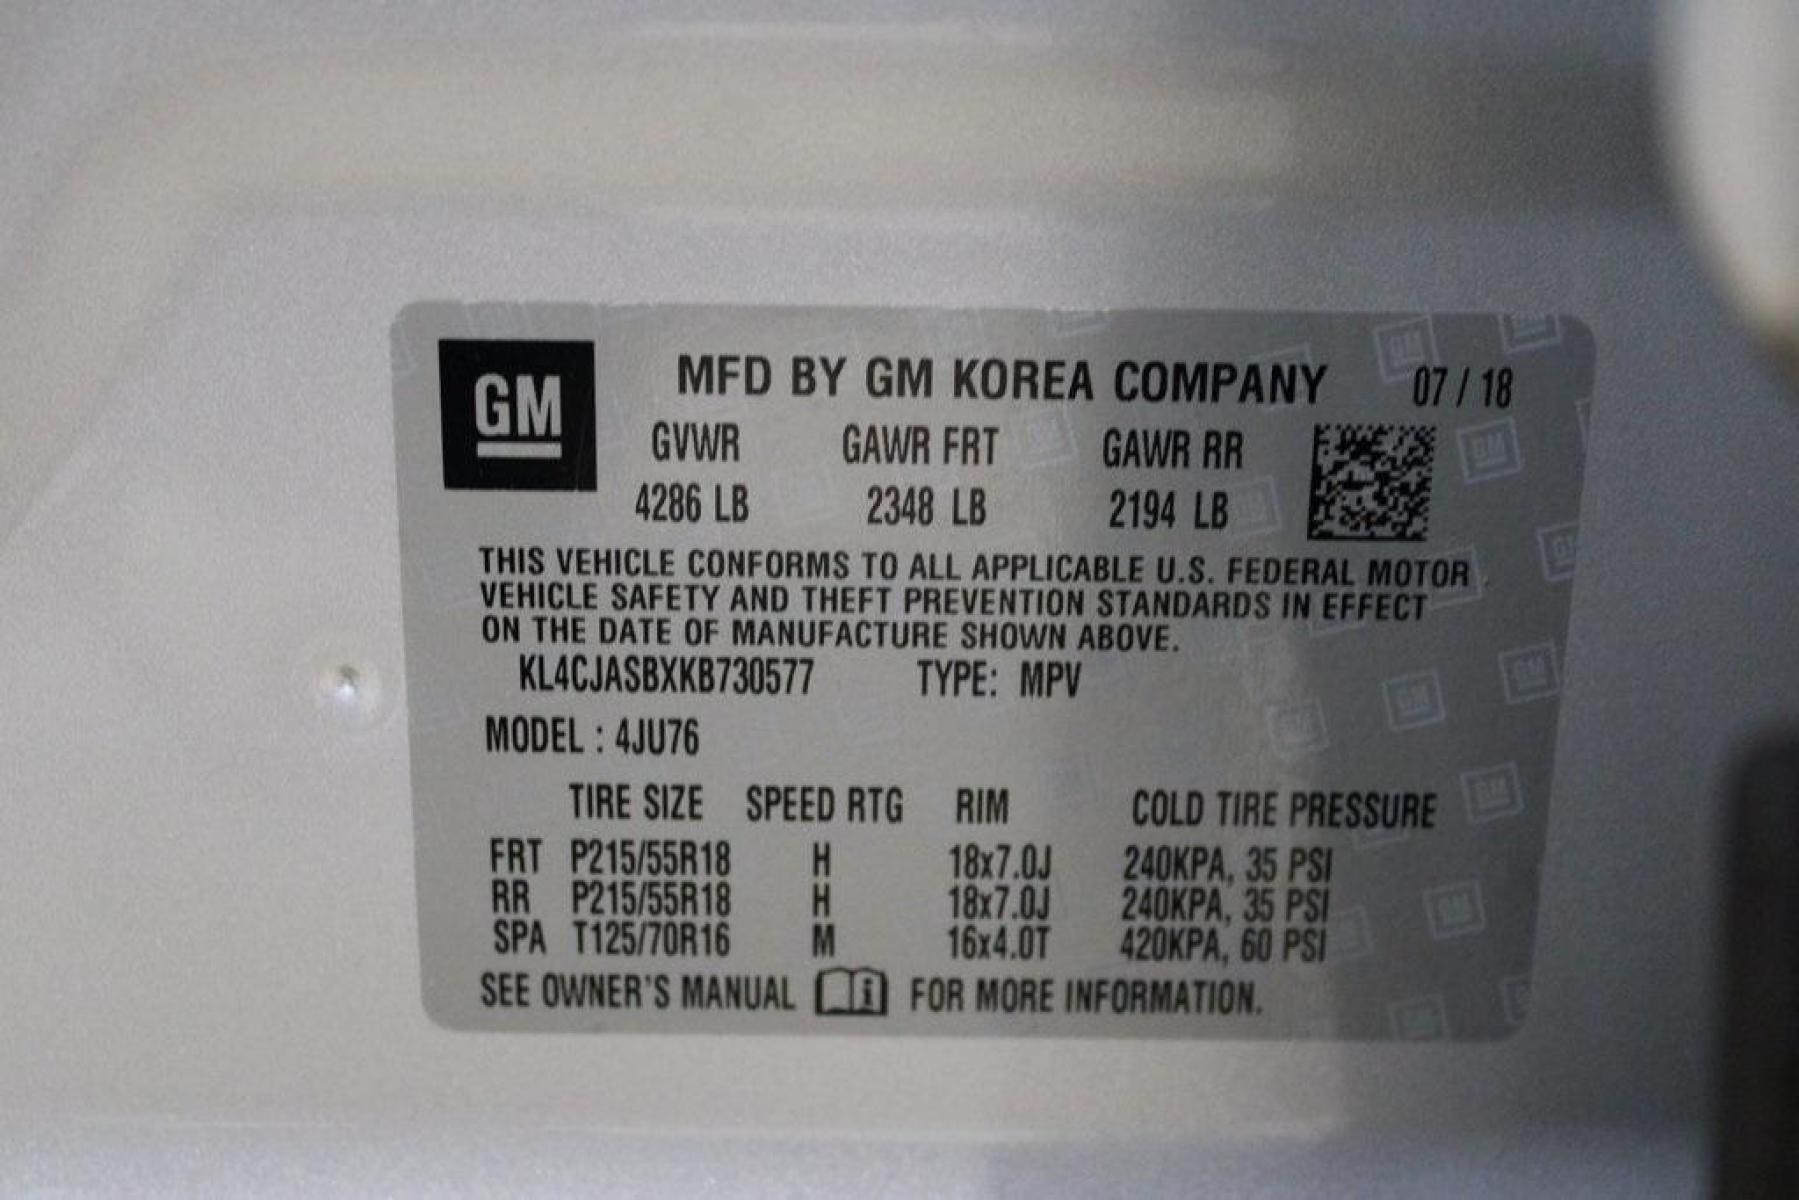 GM
MFD BY GM KOREA COMPANY 07 / 18
GVWR GAWR FRT GAWR RR
4286 LB 2348 LB 2194 LB
THIS VEHICLE CONFORMS TO ALL APPLICABLE U.S. FEDERAL MOTOR
VEHICLE SAFETY AND THEFT PREVENTION STANDARDS IN EFFECT
ON THE DATE OF MANUFACTURE SHOWN ABOVE.
KL4CJASBXKB730577 TYPE: MPV
MODEL : 4JU76
TIRE SIZE SPEED RTG RIM COLD TIRE PRESSURE
FRT P215/55R18 H 18x7.0J 240KPA, 35 PSI
RR P215/55R18 H 18x7.0J 240KPA, 35 PSI
SPA T125/70R16 M 16x4.0T 420KPA, 60 PSI
SEE OWNER'S MANUAL i FOR MORE INFORMATION.